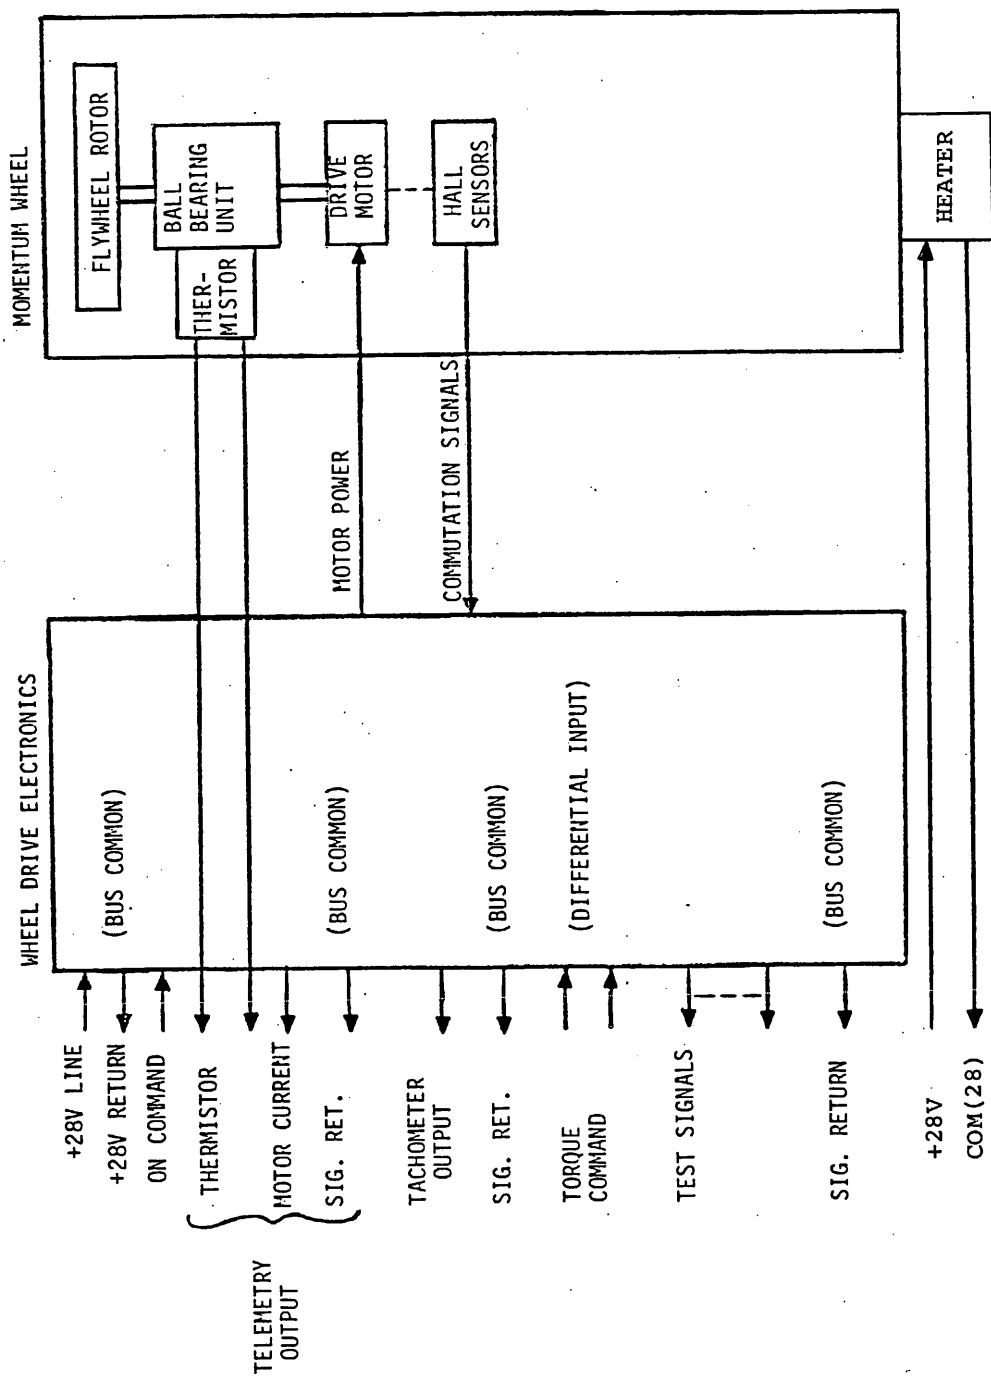 MOMENTUM WHEEL
FLYWHEEL ROTOR
BALL
BEARING
UNIT
THER-
MISTOR
DRIVE
MOTOR
HALL
SENSORS
HEATER
MOTOR POWER
COMMUTATION SIGNALS
WHEEL DRIVE ELECTRONICS
(BUS COMMON)
(BUS COMMON)
(BUS COMMON)
(DIFFERENTIAL INPUT)
(BUS COMMON)
+28V LINE
+28V RETURN
ON COMMAND
THERMISTOR
MOTOR CURRENT
SIG. RET.
TELEMETRY
OUTPUT
TACHOMETER
OUTPUT
SIG. RET.
TORQUE
COMMAND
TEST SIGNALS
SIG. RETURN
+28V
COM(28)